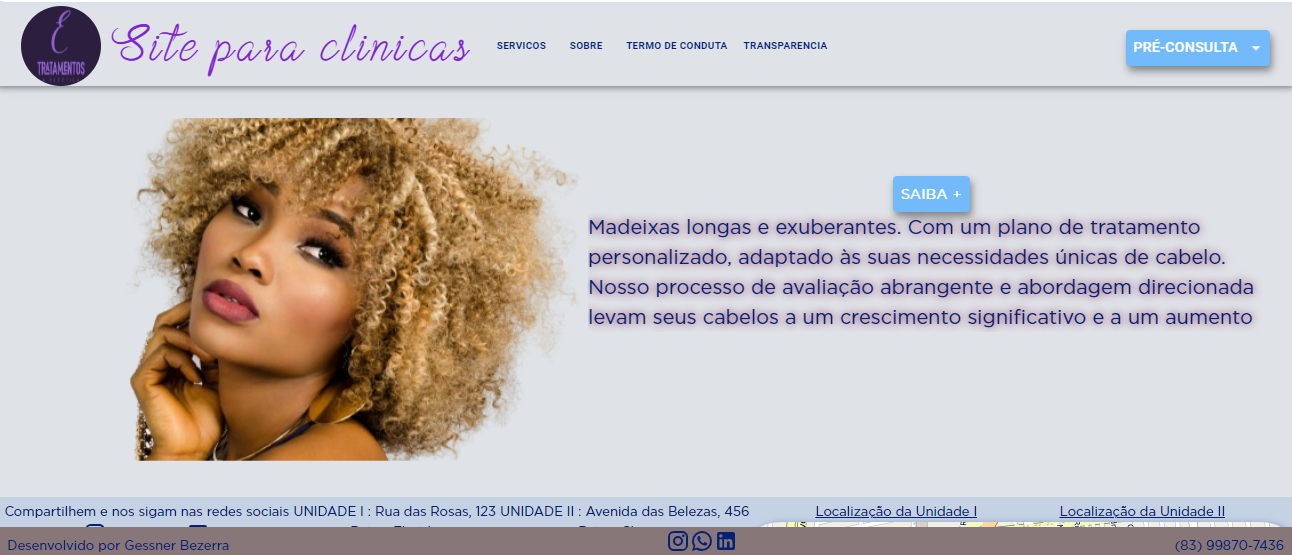 É
TRATAMENTOS
Site para clinicas
SERVICOS SOBRE TERMO DE CONDUTA TRANSPARENCIA
PRÉ-CONSULTA
SAIBA +
Madeixas longas e exuberantes. Com um plano de tratamento
personalizado, adaptado às suas necessidades únicas de cabelo.
Nosso processo de avaliação abrangente e abordagem direcionada
levam seus cabelos a um crescimento significativo e a um aumento
Compartilhem e nos sigam nas redes sociais UNIDADE I : Rua das Rosas, 123 UNIDADE II : Avenida das Belezas, 456
Localização da Unidade I
Localização da Unidade II
Desenvolvido por Gessner Bezerra
(83) 99870-7436